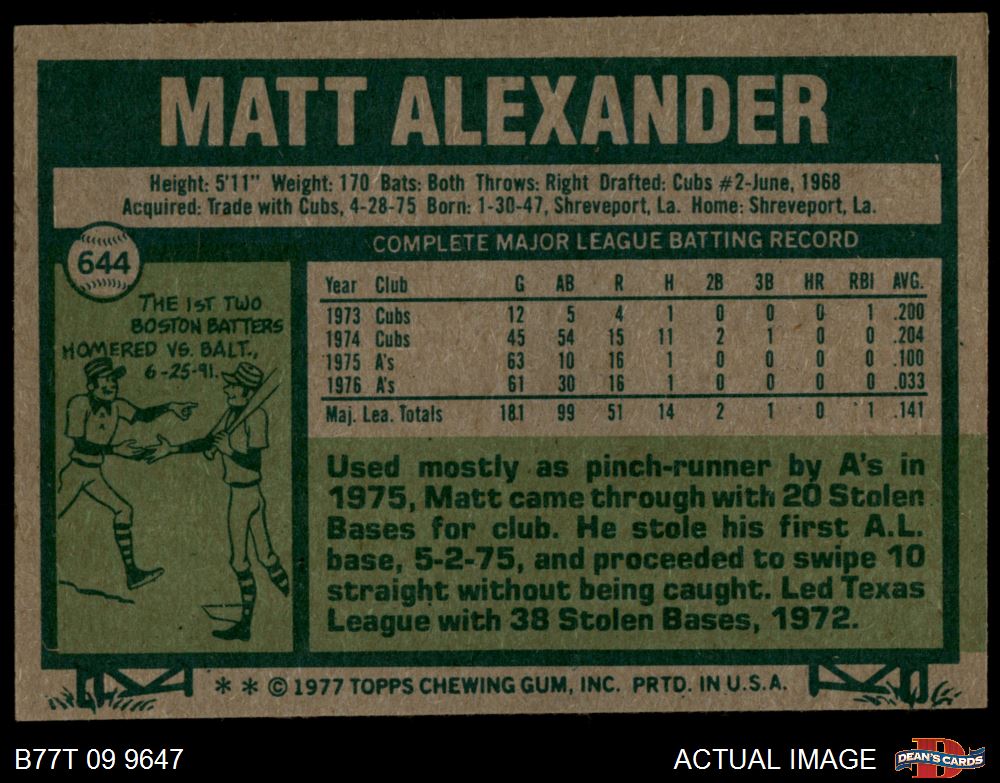 MATT ALEXANDER
Height: 5'11" Weight: 170 Bats: Both Throws: Right Drafted: Cubs #2-June, 1968
Acquired: Trade with Cubs, 4-28-75 Born: 1-30-47, Shreveport, La. Home: Shreveport, La.
644
COMPLETE MAJOR LEAGUE BATTING RECORD
THE 1ST TWO
BOSTON BATTERS
HOMERED VS. BALT.,
6-25-91.
Year Club G AB R H 2B 3B HR RBI AVG.
1973 Cubs 12 5 4 1 0 0 0 1 .200
1974 Cubs 45 54 15 11 2 1 0 0 .204
1975 A's 63 10 16 1 0 0 0 0 .100
1976 A's 61 30 16 1 0 0 0 0 .033
Maj. Lea. Totals 181 99 51 14 2 1 0 1 .141
Used mostly as pinch-runner by A's in
1975, Matt came through with 20 Stolen
Bases for club. He stole his first A.L.
base, 5-2-75, and proceeded to swipe 10
straight without being caught. Led Texas
League with 38 Stolen Bases, 1972.
* * © 1977 TOPPS CHEWING GUM, INC. PRTD. IN U.S.A.
B77T 09 9647
ACTUAL IMAGE
D
DEAN'S CARDS